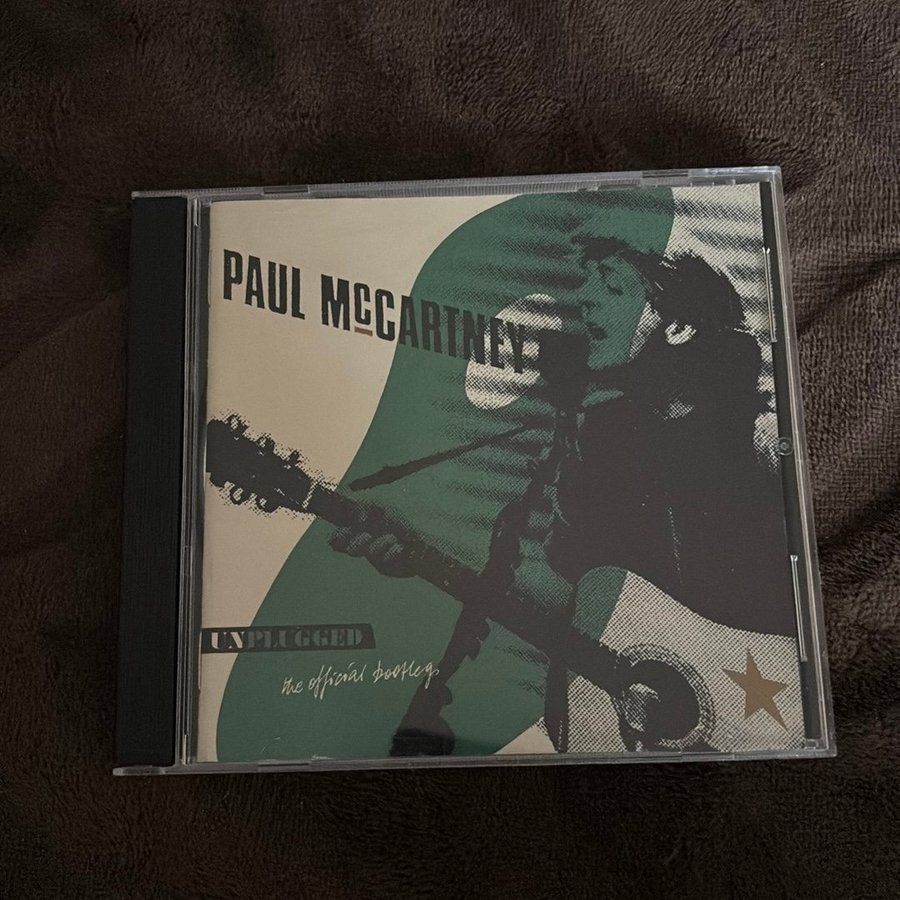 PAUL McCARTNEY
UNPLUGGED
the official bootleg